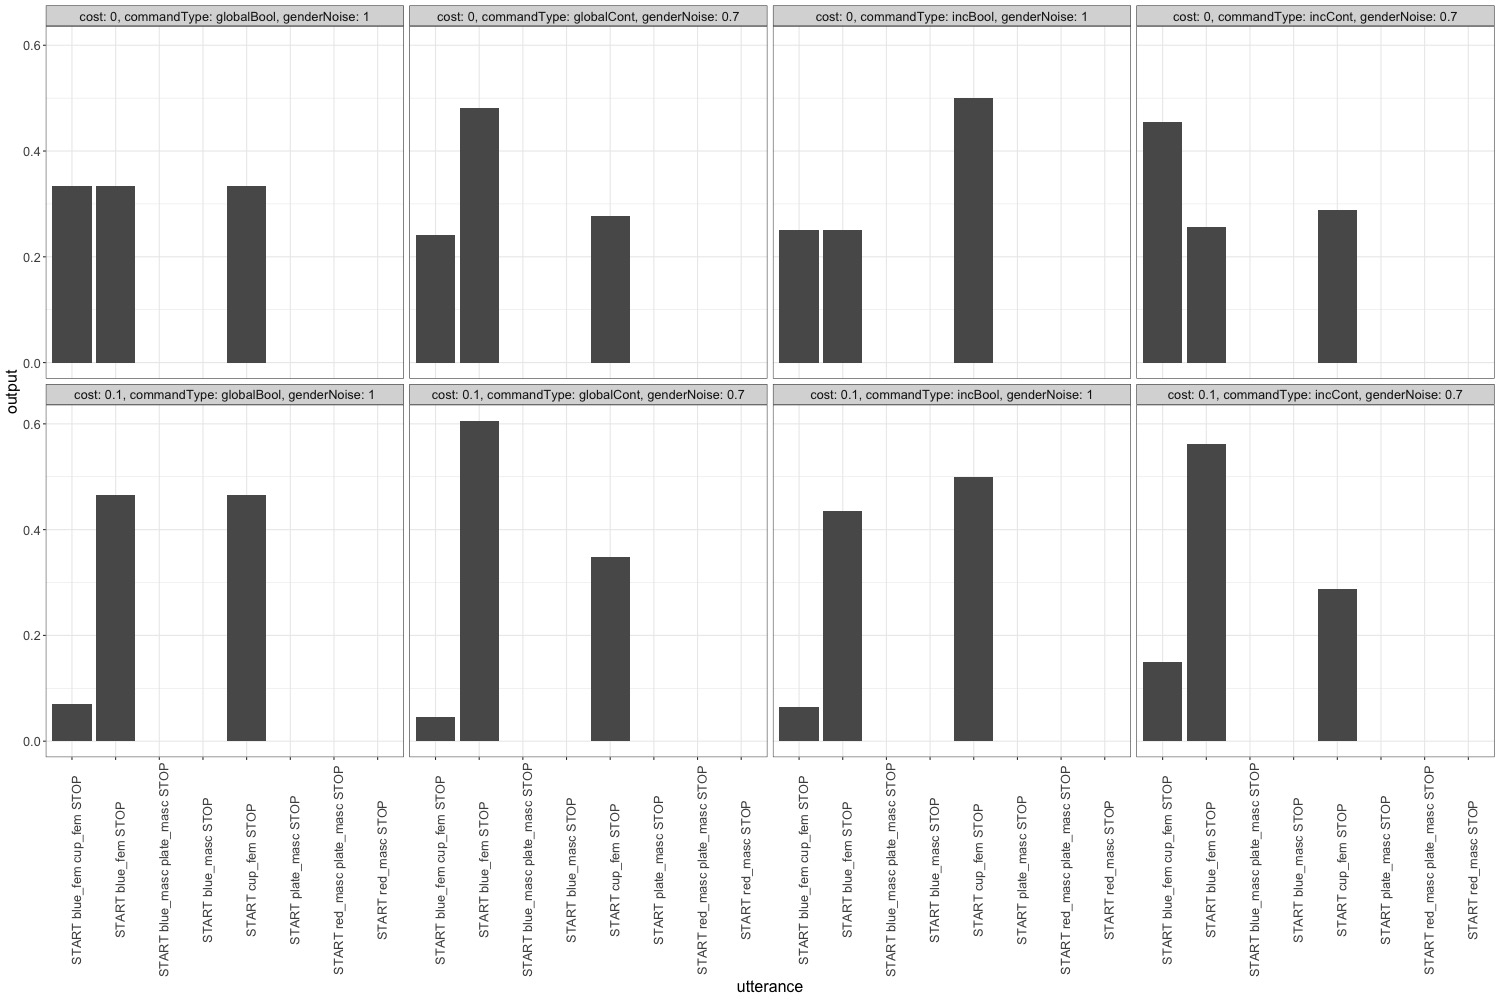 cost: 0, commandType: globalBool, genderNoise: 1
cost: 0, commandType: globalCont, genderNoise: 0.7
cost: 0, commandType: incBool, genderNoise: 1
cost: 0, commandType: incCont, genderNoise: 0.7
0.6
0.4
0.2
0.0
output
cost: 0.1, commandType: globalBool, genderNoise: 1
cost: 0.1, commandType: globalCont, genderNoise: 0.7
cost: 0.1, commandType: incBool, genderNoise: 1
cost: 0.1, commandType: incCont, genderNoise: 0.7
0.6
0.4
0.2
0.0
START blue_fem cup_fem STOP
START blue_fem STOP
START blue_masc plate_masc STOP
START blue_masc STOP
START cup_fem STOP
START plate_masc STOP
START red_masc plate_masc STOP
START red_masc STOP
START blue_fem cup_fem STOP
START blue_fem STOP
START blue_masc plate_masc STOP
START blue_masc STOP
START cup_fem STOP
START plate_masc STOP
START red_masc plate_masc STOP
START red_masc STOP
START blue_fem cup_fem STOP
START blue_fem STOP
START blue_masc plate_masc STOP
START blue_masc STOP
START cup_fem STOP
START plate_masc STOP
START red_masc plate_masc STOP
START red_masc STOP
START blue_fem cup_fem STOP
START blue_fem STOP
START blue_masc plate_masc STOP
START blue_masc STOP
START cup_fem STOP
START plate_masc STOP
START red_masc plate_masc STOP
START red_masc STOP
utterance